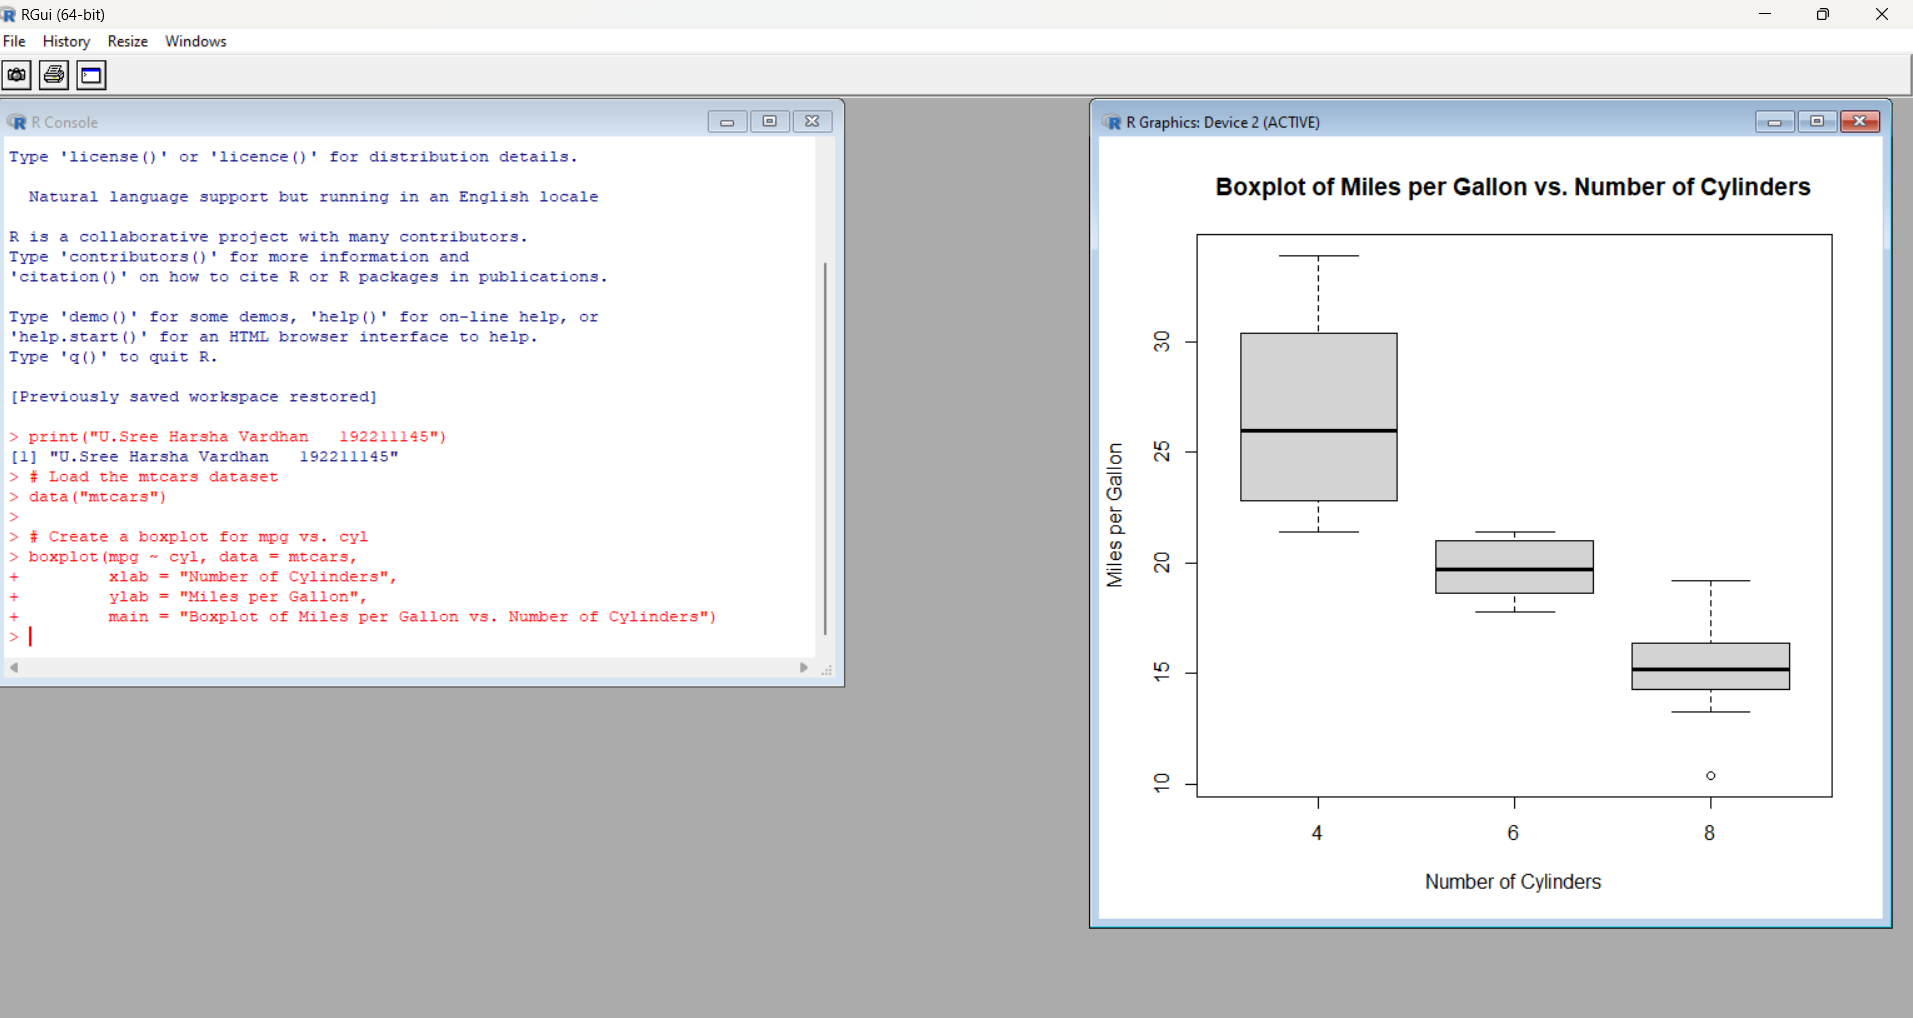 RGui (64-bit)
File History Resize Windows
R Console
Type 'license()' or 'licence()' for distribution details.
Natural language support but running in an English locale
R is a collaborative project with many contributors.
Type 'contributors()' for more information and
'citation()' on how to cite R or R packages in publications.
Type 'demo()' for some demos, 'help()' for on-line help, or
'help.start()' for an HTML browser interface to help.
Type 'q()' to quit R.
[Previously saved workspace restored]
> print("U.Sree Harsha Vardhan   192211145")
[1] "U.Sree Harsha Vardhan   192211145"
> # Load the mtcars dataset
> data("mtcars")
>
> # Create a boxplot for mpg vs. cyl
> boxplot(mpg ~ cyl, data = mtcars,
+         xlab = "Number of Cylinders",
+         ylab = "Miles per Gallon",
+         main = "Boxplot of Miles per Gallon vs. Number of Cylinders")
>
R Graphics: Device 2 (ACTIVE)
Boxplot of Miles per Gallon vs. Number of Cylinders
Miles per Gallon
30
25
20
15
10
4 6 8
Number of Cylinders